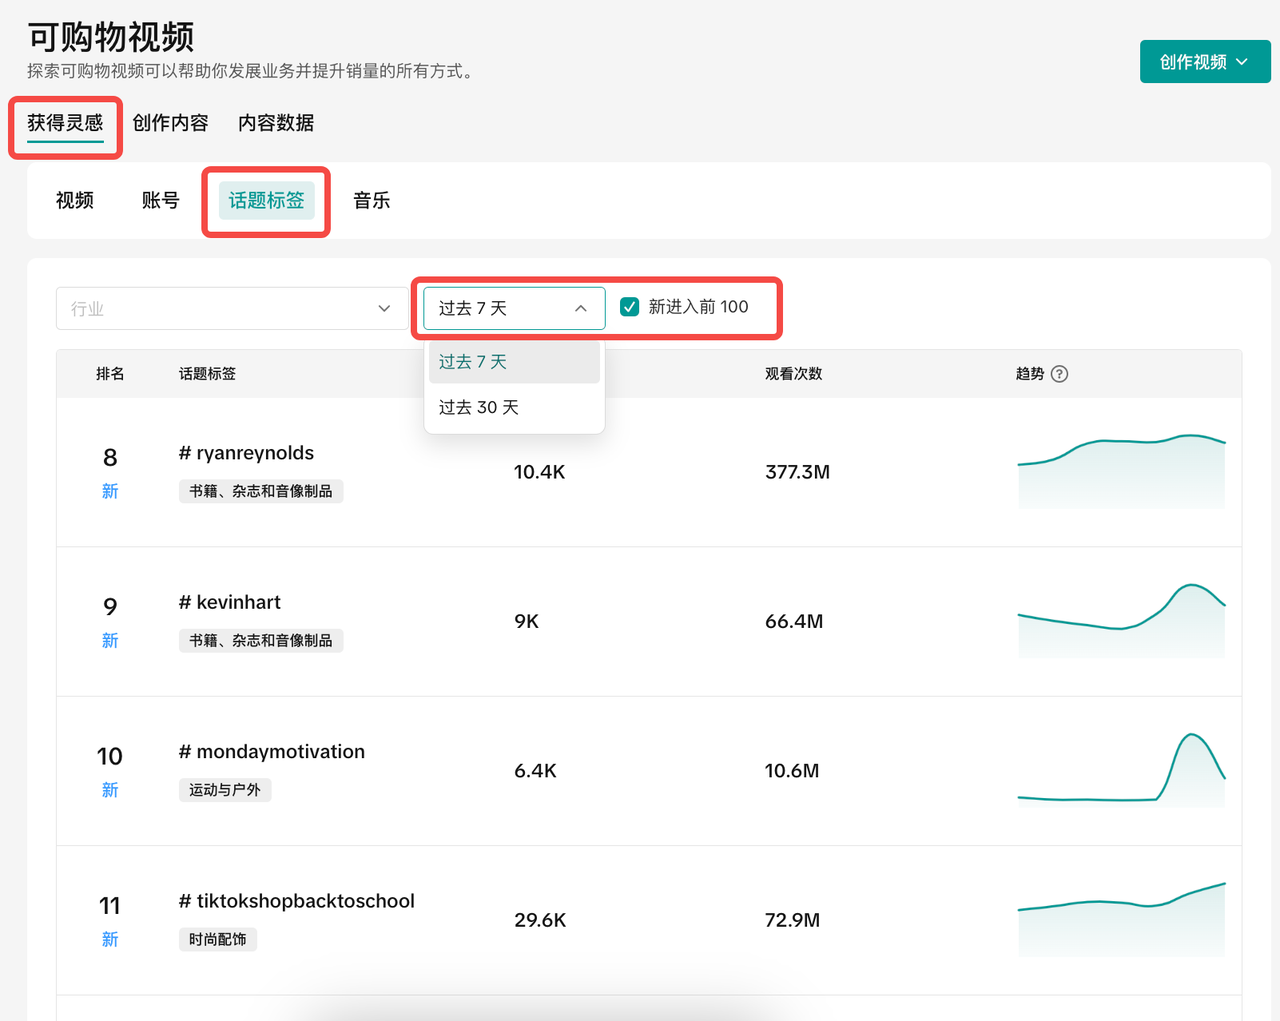 可购物视频
探索可购物视频可以帮助你发展业务并提升销量的所有方式。
创作视频
获得灵感 创作内容 内容数据
视频 账号 话题标签 音乐
行业 过去 7 天 新进入前 100
过去 7 天
过去 30 天
排名 话题标签 观看次数 趋势 ?
8 # ryanreynolds 10.4K 377.3M
新 书籍、杂志和音像制品
9 # kevinhart 9K 66.4M
新 书籍、杂志和音像制品
10 # mondaymotivation 6.4K 10.6M
新 运动与户外
11 # tiktokshopbacktoschool 29.6K 72.9M
新 时尚配饰